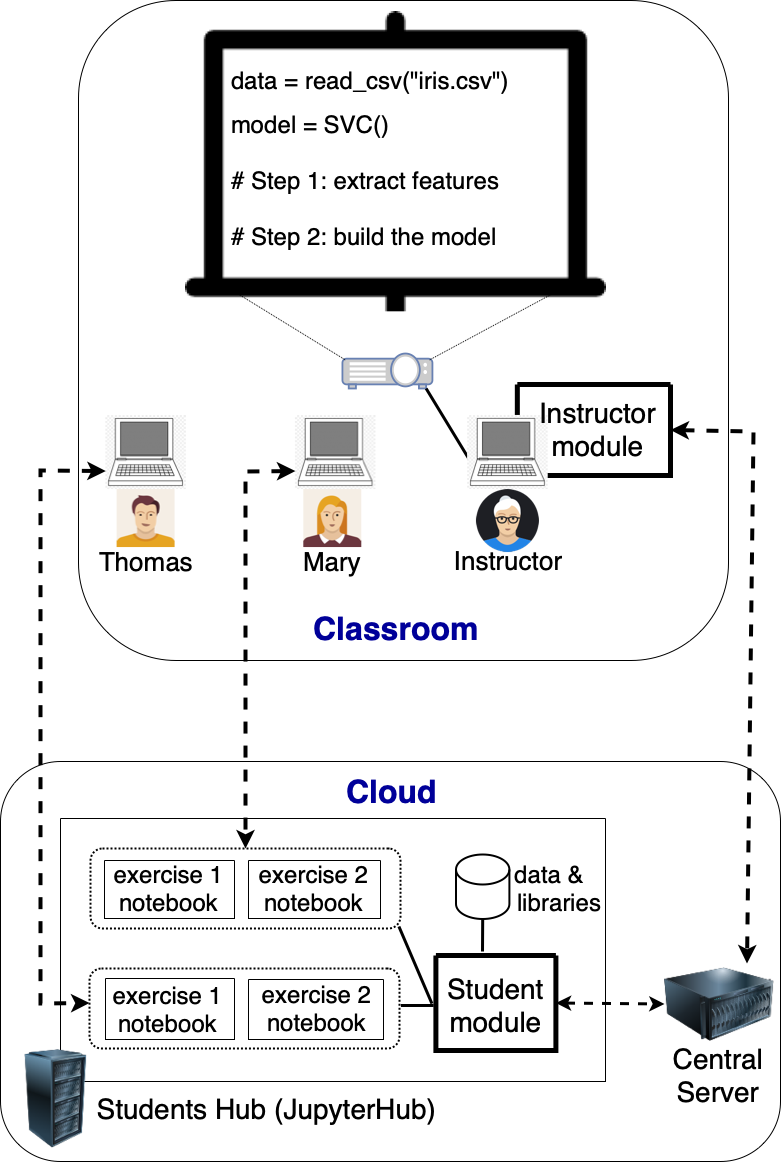 data = read_csv("iris.csv")
model = SVC()
# Step 1: extract features
# Step 2: build the model
Instructor
module
Thomas
Mary
Instructor
Classroom
Cloud
exercise 1
notebook
exercise 2
notebook
data &
libraries
exercise 1
notebook
exercise 2
notebook
Student
module
Central
Server
Students Hub (JupyterHub)